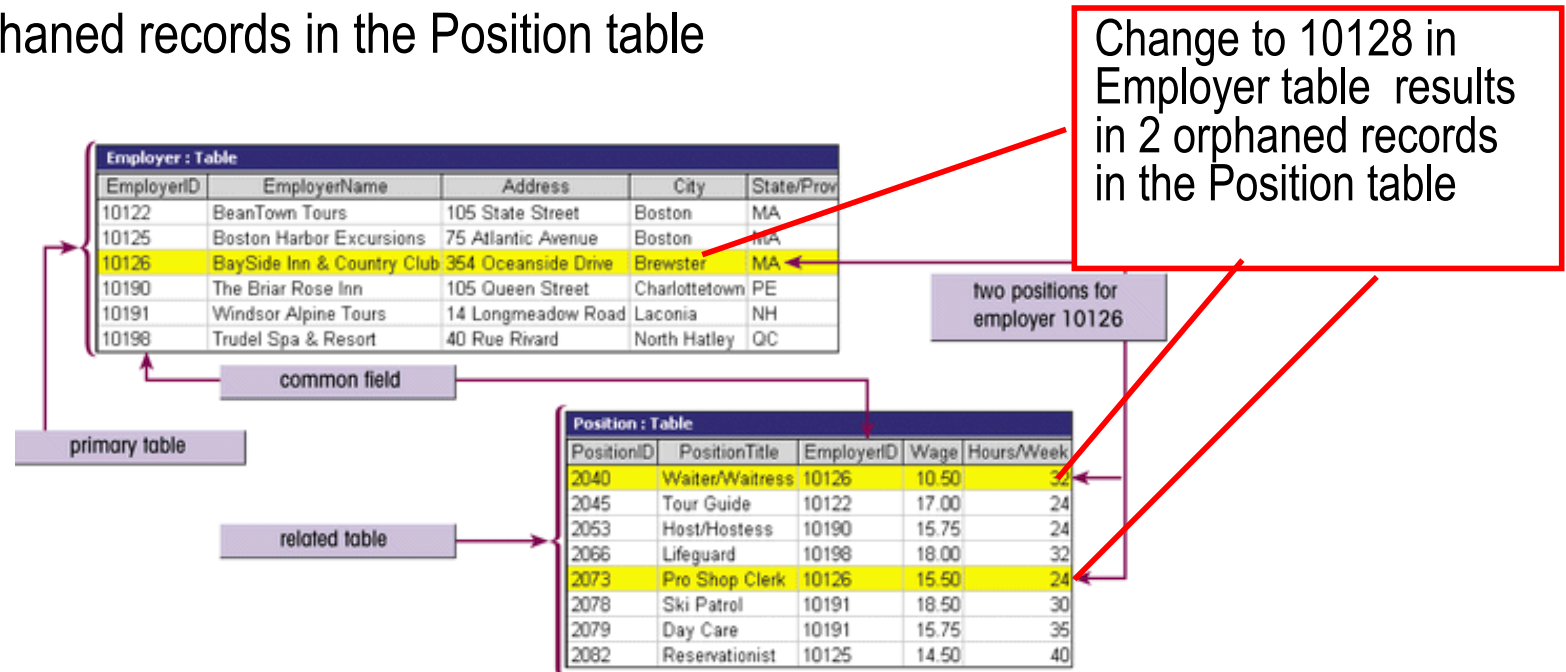 haned records in the Position table
Change to 10128 in
Employer table results
in 2 orphaned records
in the Position table
Employer : Table
EmployerID EmployerName Address City State/Prov
10122 BeanTown Tours 105 State Street Boston MA
10125 Boston Harbor Excursions 75 Atlantic Avenue Boston MA
10126 BaySide Inn & Country Club 354 Oceanside Drive Brewster MA
10190 The Briar Rose Inn 105 Queen Street Charlottetown PE
10191 Windsor Alpine Tours 14 Longmeadow Road Laconia NH
10198 Trudel Spa & Resort 40 Rue Rivard North Hatley QC
two positions for
employer 10126
common field
primary table
Position : Table
PositionID PositionTitle EmployerID Wage Hours/Week
2040 Waiter/Waitress 10126 10.50 32
2045 Tour Guide 10122 17.00 24
2053 Host/Hostess 10190 15.75 24
2066 Lifeguard 10198 18.00 32
2073 Pro Shop Clerk 10126 15.50 24
2078 Ski Patrol 10191 18.50 30
2079 Day Care 10191 15.75 35
2082 Reservationist 10125 14.50 40
related table